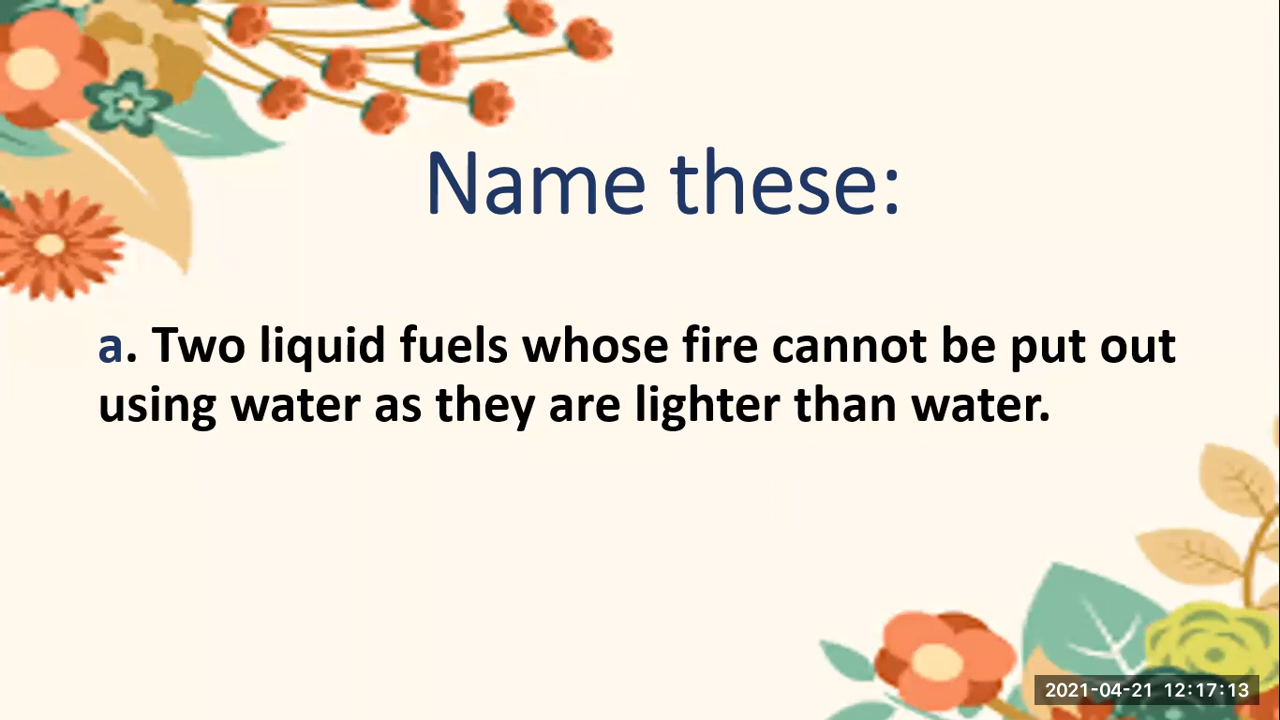 Name these:
a. Two liquid fuels whose fire cannot be put out
using water as they are lighter than water.
2021-04-21 12:17:13